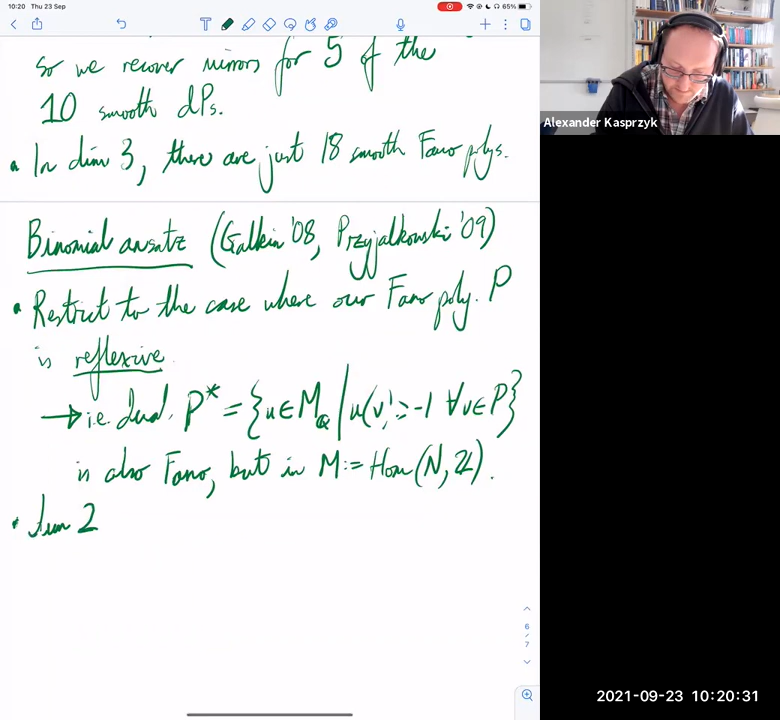 10:20 Thu 23 Sep
65%
so we recover mirrors for 5 of the
10 smooth dPs.
• In dim 3, there are just 18 smooth Fano polys.
Binomial ansatz (Galkin '08, Przyjalkowski '09)
• Restrict to the case where our Fano poly. P
is reflexive
→ i.e. dual. P* = {u∈M_Q | u(v) ≥ -1 ∀v∈P}
is also Fano, but in M := Hom(N, ℤ).
• dim 2
6
/
7
Alexander Kasprzyk
2021-09-23 10:20:31